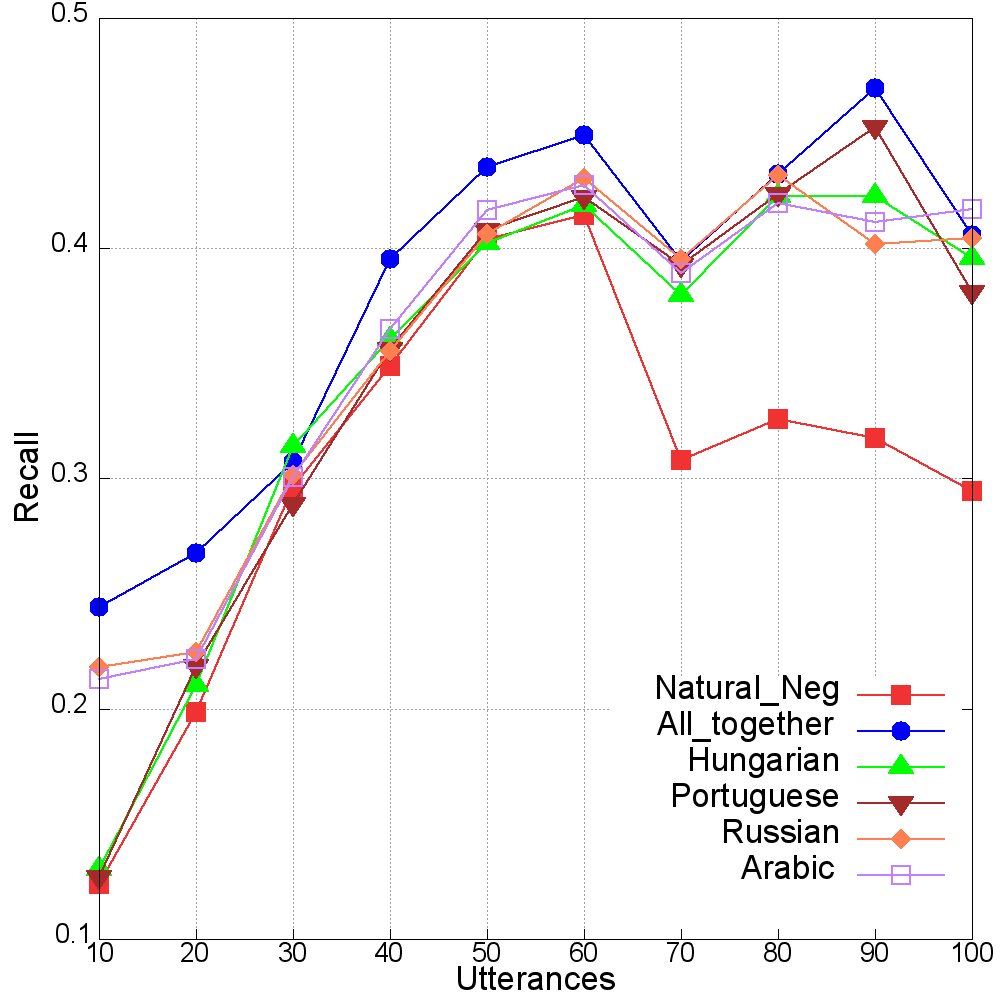 0.5
0.4
0.3
0.2
0.1
Recall
Natural_Neg
All_together
Hungarian
Portuguese
Russian
Arabic
10 20 30 40 50 60 70 80 90 100
Utterances